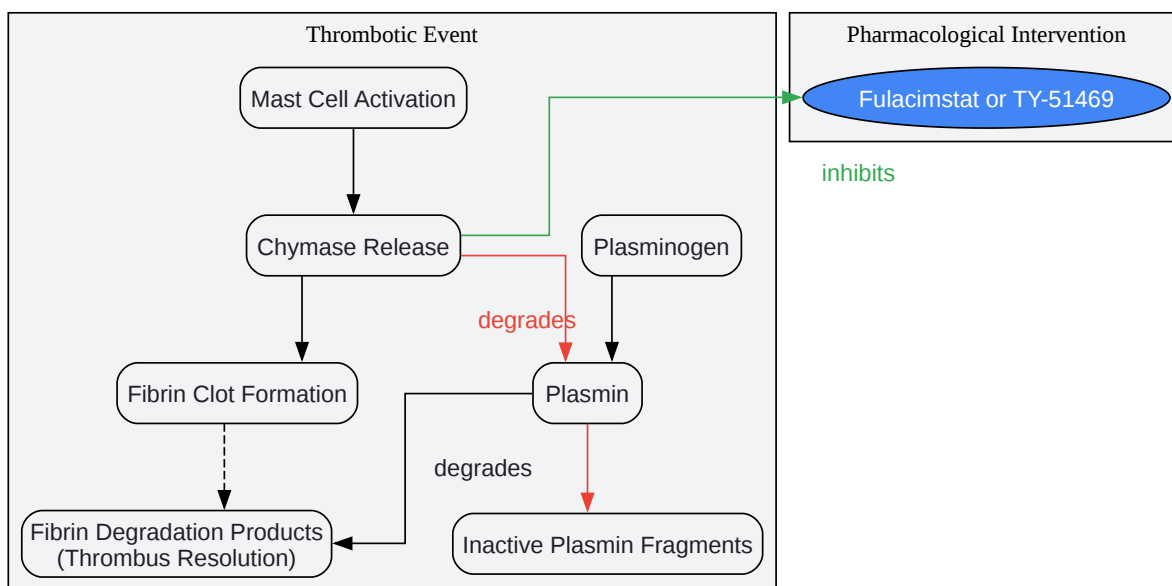 Thrombotic Event
Pharmacological Intervention
Mast Cell Activation
Fulacimstat or TY-51469
inhibits
Chymase Release
Plasminogen
degrades
Fibrin Clot Formation
Plasmin
degrades
Fibrin Degradation Products
(Thrombus Resolution)
Inactive Plasmin Fragments